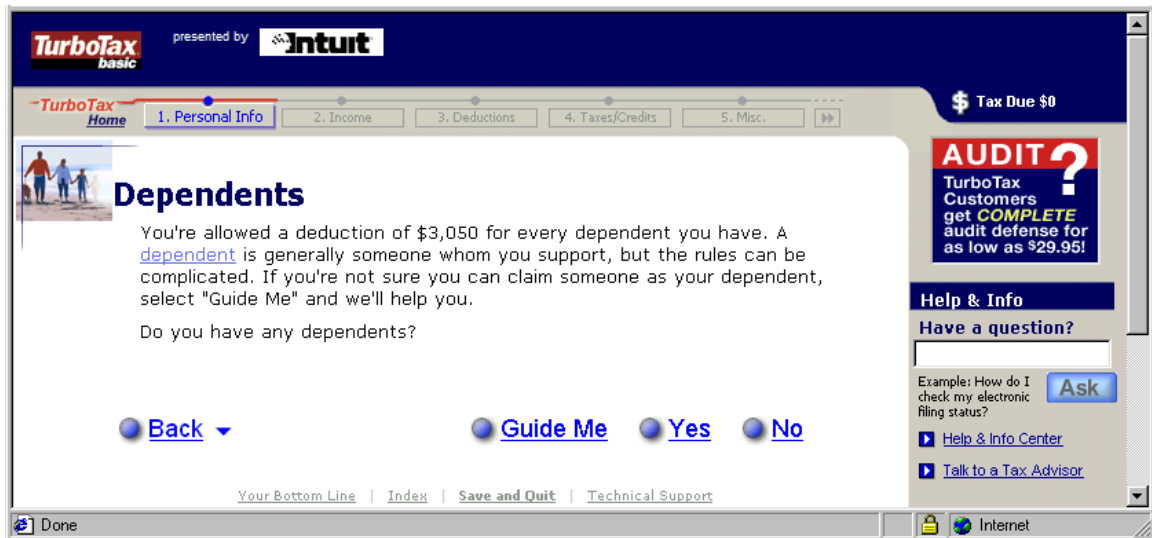 TurboTax
basic
presented by
Intuit
TurboTax
Home
1. Personal Info
2. Income
3. Deductions
4. Taxes/Credits
5. Misc.
$ Tax Due $0
Dependents
You're allowed a deduction of $3,050 for every dependent you have. A
dependent is generally someone whom you support, but the rules can be
complicated. If you're not sure you can claim someone as your dependent,
select "Guide Me" and we'll help you.
Do you have any dependents?
Back
Guide Me
Yes
No
Your Bottom Line | Index | Save and Quit | Technical Support
AUDIT ?
TurboTax
Customers
get COMPLETE
audit defense for
as low as $29.95!
Help & Info
Have a question?
Example: How do I
check my electronic
filing status?
Ask
Help & Info Center
Talk to a Tax Advisor
Done
Internet